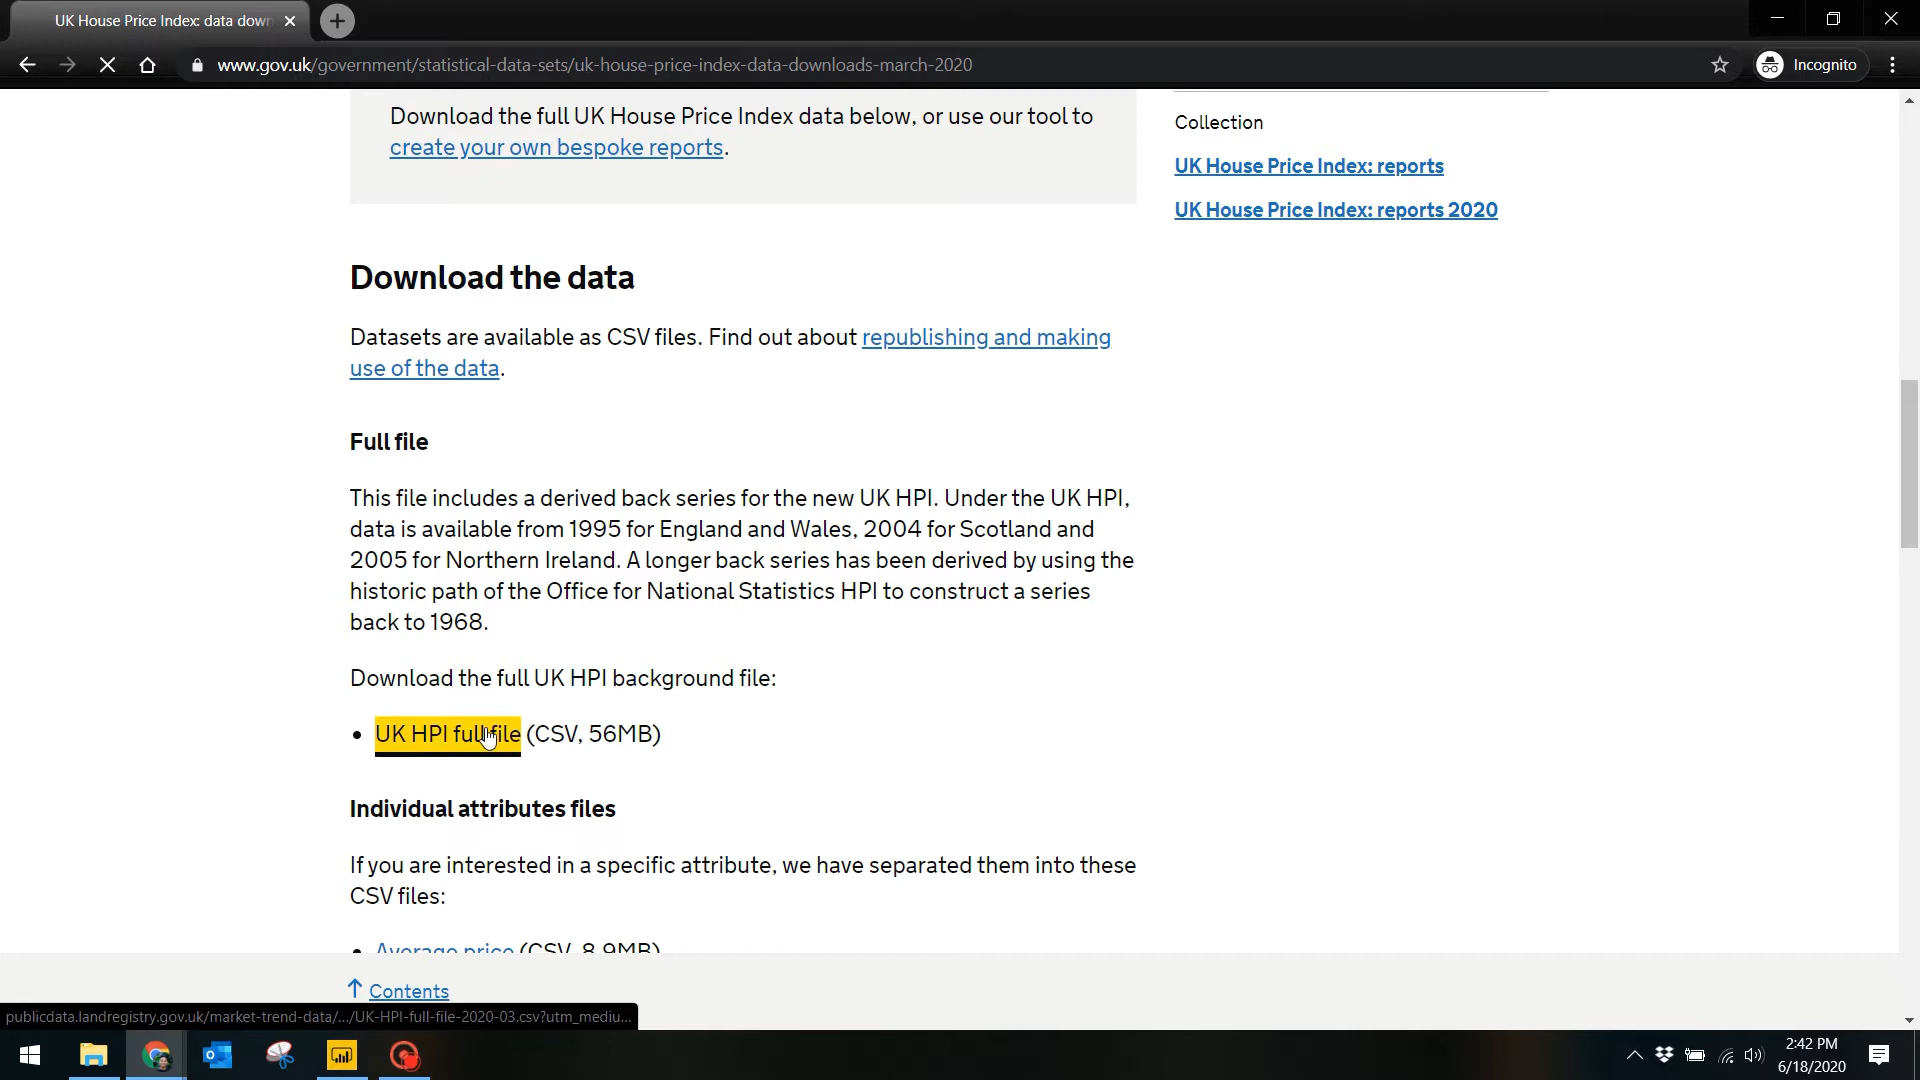 UK House Price Index: data down
www.gov.uk/government/statistical-data-sets/uk-house-price-index-data-downloads-march-2020
Incognito
Download the full UK House Price Index data below, or use our tool to
create your own bespoke reports.
Collection
UK House Price Index: reports
UK House Price Index: reports 2020
Download the data
Datasets are available as CSV files. Find out about republishing and making
use of the data.
Full file
This file includes a derived back series for the new UK HPI. Under the UK HPI,
data is available from 1995 for England and Wales, 2004 for Scotland and
2005 for Northern Ireland. A longer back series has been derived by using the
historic path of the Office for National Statistics HPI to construct a series
back to 1968.
Download the full UK HPI background file:
• UK HPI full file (CSV, 56MB)
Individual attributes files
If you are interested in a specific attribute, we have separated them into these
CSV files:
• Average price (CSV, 8.9MB)
↑ Contents
publicdata.landregistry.gov.uk/market-trend-data/.../UK-HPI-full-file-2020-03.csv?utm_mediu...
2:42 PM
6/18/2020